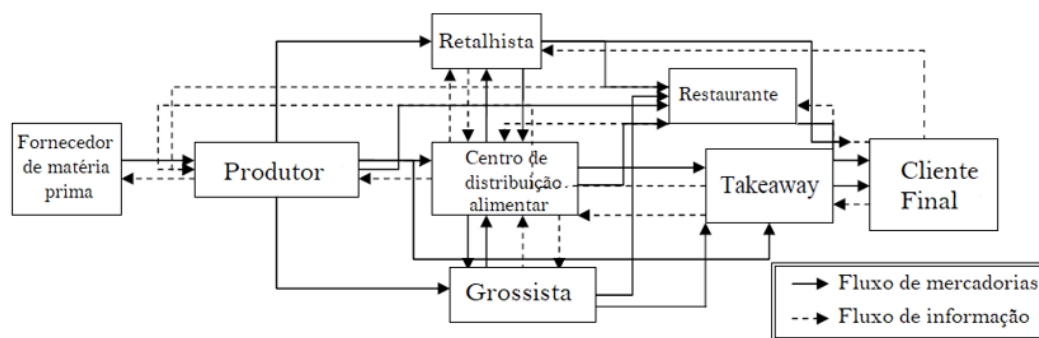 Retalhista
Restaurante
Fornecedor
de matéria
prima
Produtor
Centro de
distribuição
alimentar
Takeaway
Cliente
Final
Grossista
Fluxo de mercadorias
Fluxo de informação